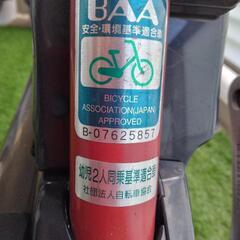 BAA
安全・環境基準適合車
BICYCLE
ASSOCIATION(JAPAN)
APPROVED
B-07625857
幼児2人同乗基準適合車
社団法人自転車協会